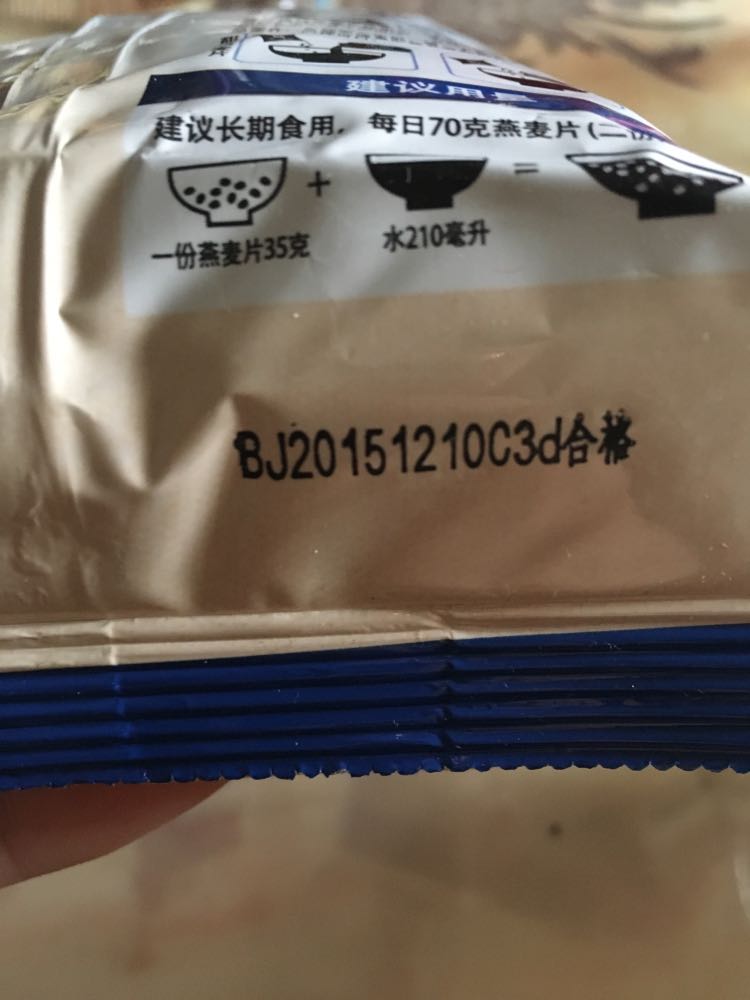 建议用量
建议长期食用，每日70克燕麦片(二份
+ =
一份燕麦片35克
水210毫升
BJ20151210C3d合格